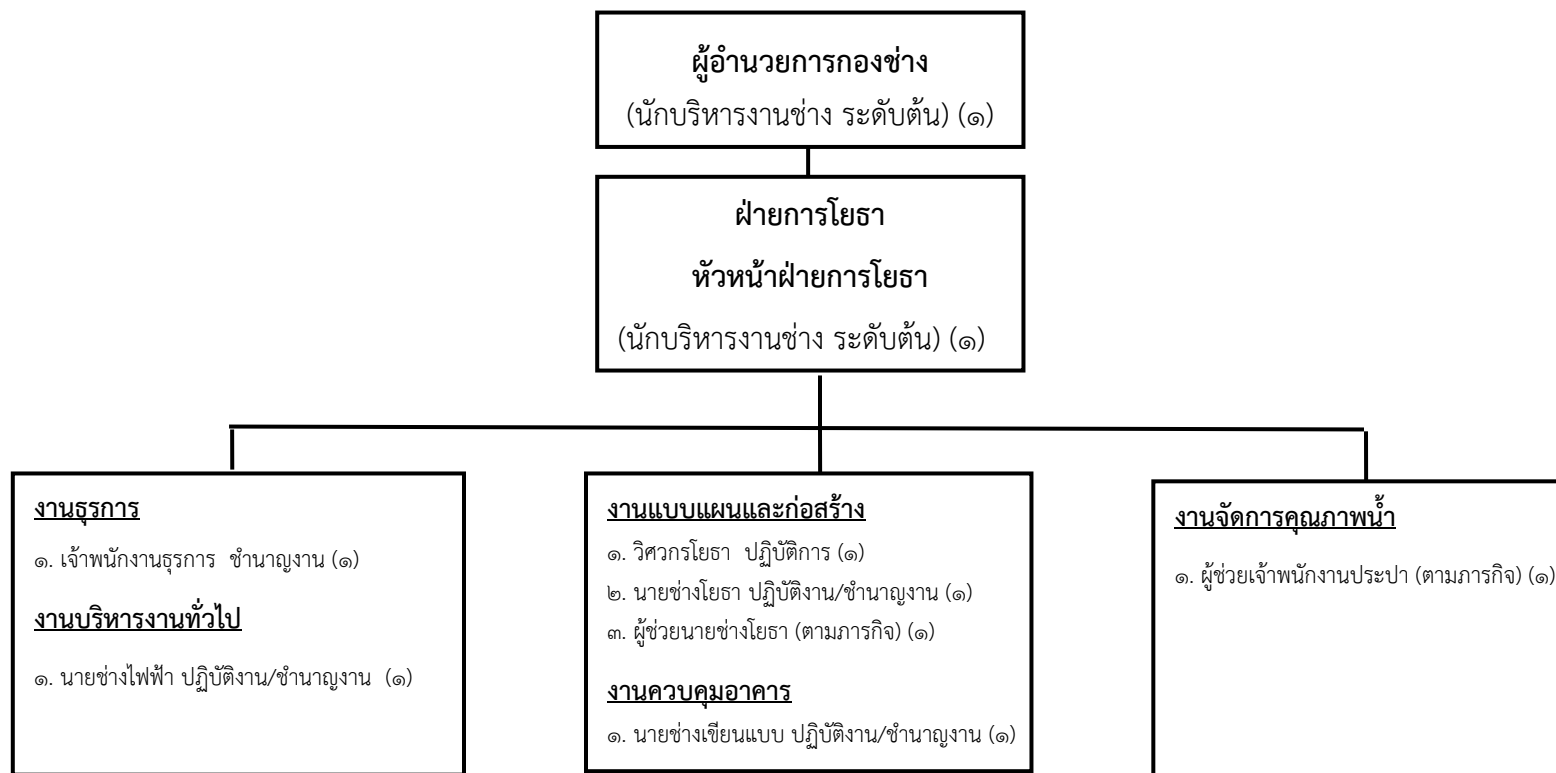 ผู้อำนวยการกองช่าง
(นักบริหารงานช่าง ระดับต้น) (๑)
ฝ่ายการโยธา
หัวหน้าฝ่ายการโยธา
(นักบริหารงานช่าง ระดับต้น) (๑)
งานธุรการ
๑. เจ้าพนักงานธุรการ ชำนาญงาน (๑)
งานบริหารงานทั่วไป
๑. นายช่างไฟฟ้า ปฏิบัติงาน/ชำนาญงาน (๑)
งานแบบแผนและก่อสร้าง
๑. วิศวกรโยธา ปฏิบัติการ (๑)
๒. นายช่างโยธา ปฏิบัติงาน/ชำนาญงาน (๑)
๓. ผู้ช่วยนายช่างโยธา (ตามภารกิจ) (๑)
งานควบคุมอาคาร
๑. นายช่างเขียนแบบ ปฏิบัติงาน/ชำนาญงาน (๑)
งานจัดการคุณภาพน้ำ
๑. ผู้ช่วยเจ้าพนักงานประปา (ตามภารกิจ) (๑)